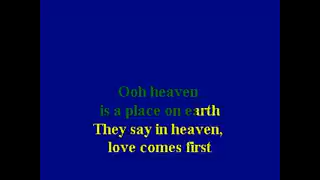 Ooh heaven
is a place on earth
They say in heaven,
love comes first